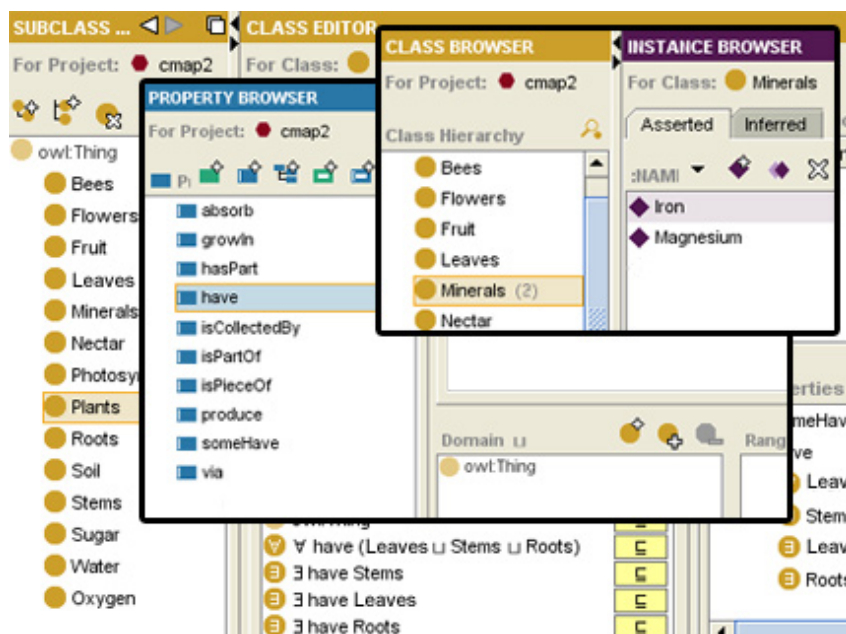 SUBCLASS ...
For Project: cmap2
owl:Thing
Bees
Flowers
Fruit
Leaves
Minerals
Nectar
Plants
Roots
Soil
Stems
Sugar
Water
Oxygen
CLASS EDITOR
For Class:
PROPERTY BROWSER
For Project: cmap2
absorb
growIn
hasPart
have
isCollectedBy
isPartOf
isPieceOf
produce
someHave
via
Domain ⊔
owl:Thing
CLASS BROWSER
For Project: cmap2
Class Hierarchy
Bees
Flowers
Fruit
Leaves
Minerals (2)
Nectar
INSTANCE BROWSER
For Class: Minerals
Asserted Inferred
Iron
Magnesium
∀ have (Leaves ⊔ Stems ⊔ Roots)
∃ have Stems
∃ have Leaves
∃ have Roots
Roots